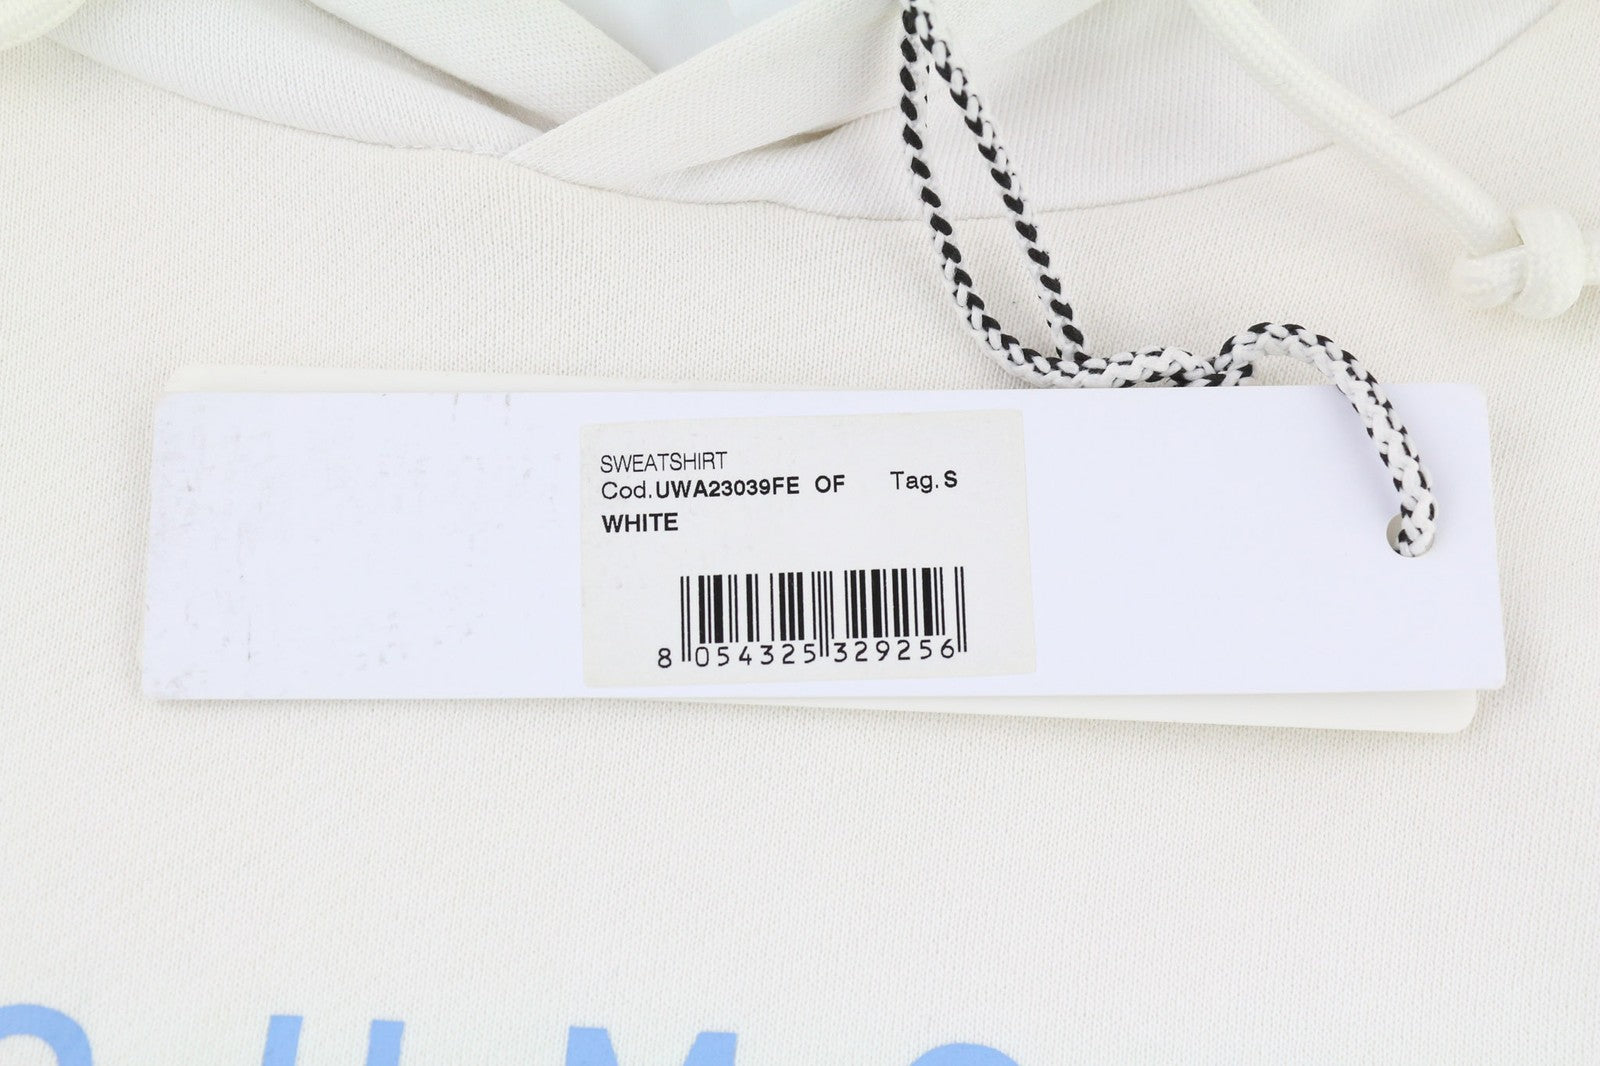 SWEATSHIRT
Cod.UWA23039FE OF Tag.S
WHITE
8 054325 329256